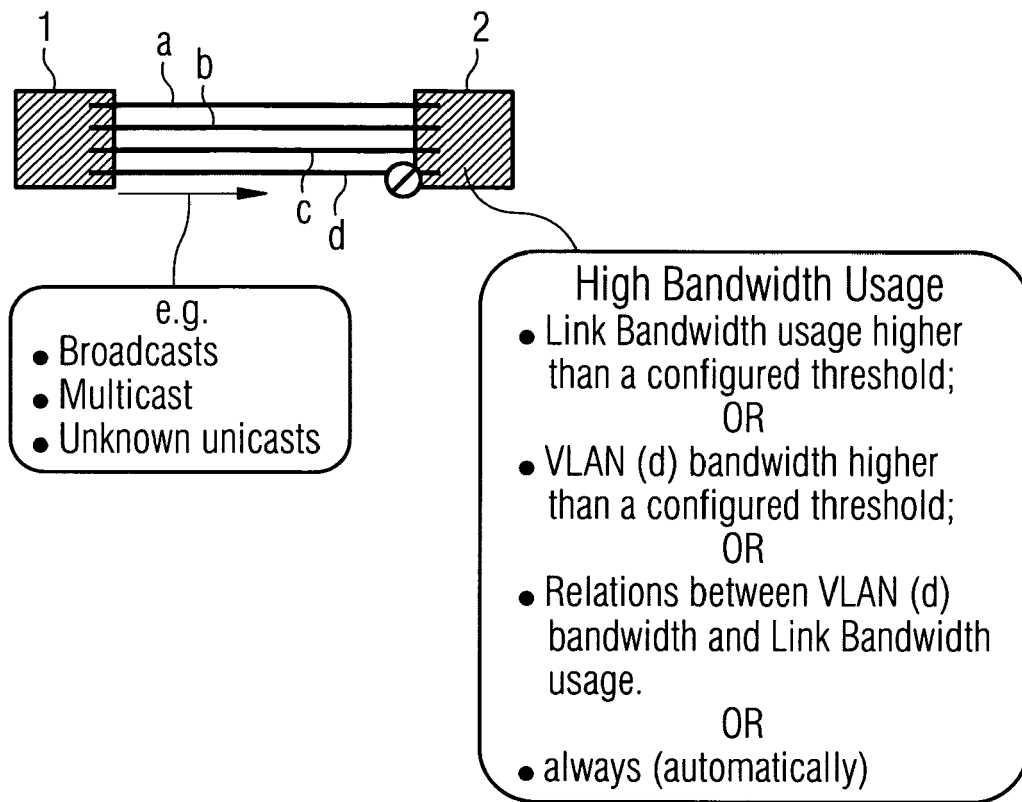 1
2
a
b
c
d
e.g.
● Broadcasts
● Multicast
● Unknown unicasts
High Bandwidth Usage
● Link Bandwidth usage higher
than a configured threshold;
OR
● VLAN (d) bandwidth higher
than a configured threshold;
OR
● Relations between VLAN (d)
bandwidth and Link Bandwidth
usage.
OR
● always (automatically)